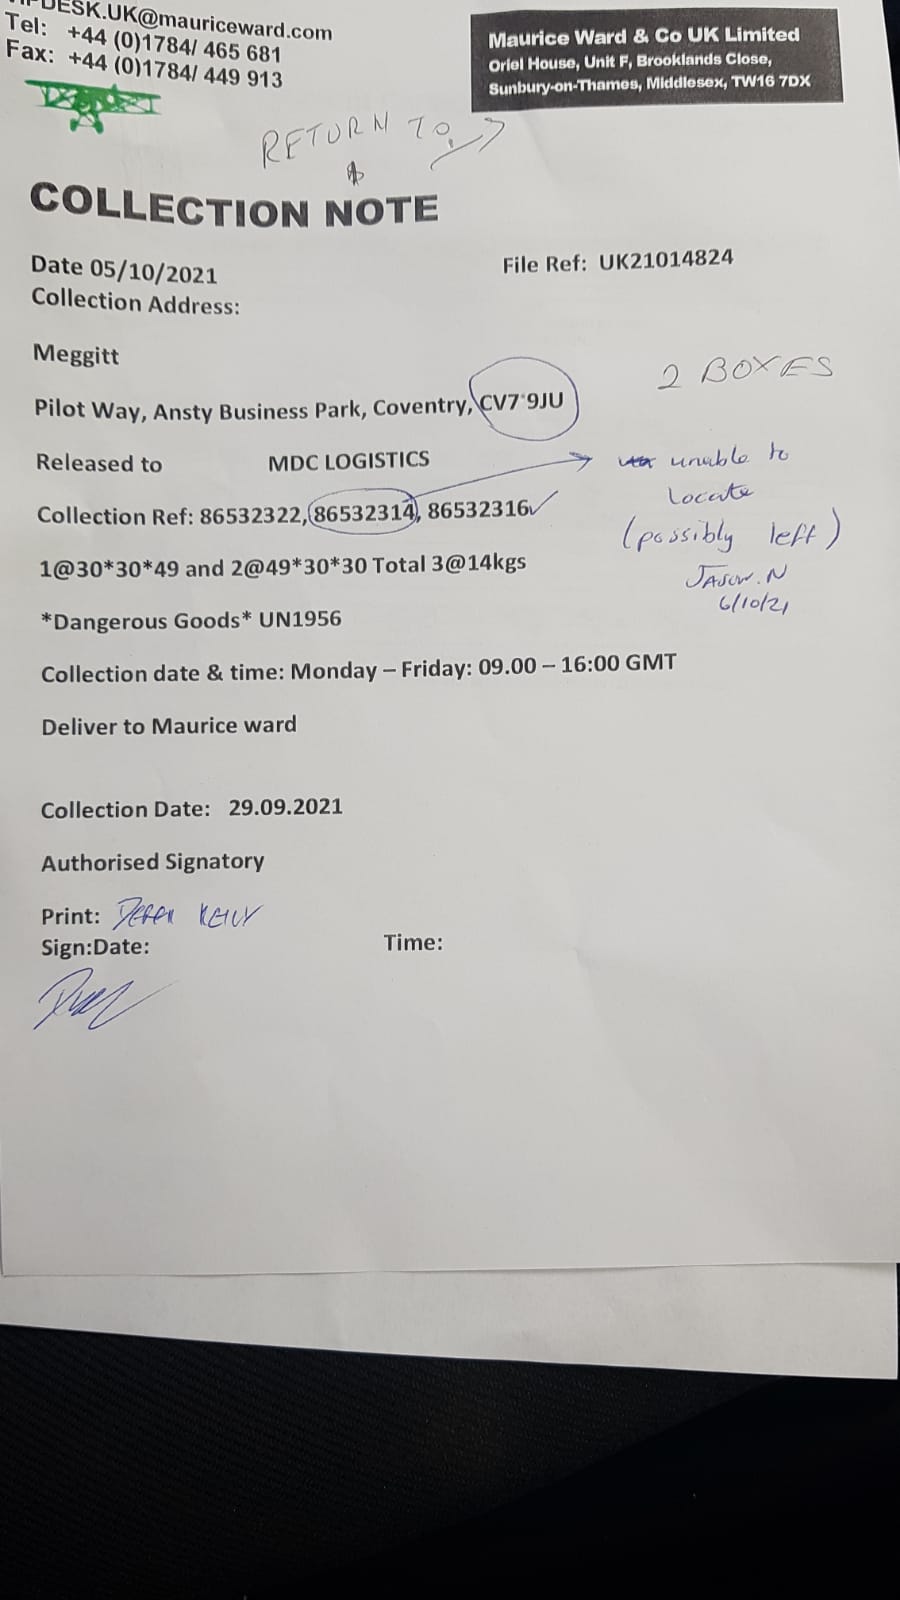 DESK.UK@mauriceward.com
Tel: +44 (0)1784/ 465 681
Fax: +44 (0)1784/ 449 913
Maurice Ward & Co UK Limited
Oriel House, Unit F, Brooklands Close,
Sunbury-on-Thames, Middlesex, TW16 7DX
RETURN TO
COLLECTION NOTE
Date 05/10/2021
File Ref: UK21014824
Collection Address:
Meggitt
2 BOXES
Pilot Way, Ansty Business Park, Coventry, CV7 9JU
Released to MDC LOGISTICS
unable to
locate
(possibly left)
JASON.N
6/10/21
Collection Ref: 86532322, 86532314, 86532316
1@30*30*49 and 2@49*30*30 Total 3@14kgs
*Dangerous Goods* UN1956
Collection date & time: Monday – Friday: 09.00 – 16:00 GMT
Deliver to Maurice ward
Collection Date: 29.09.2021
Authorised Signatory
Print: DEREK KELLY
Sign:Date:
Time: